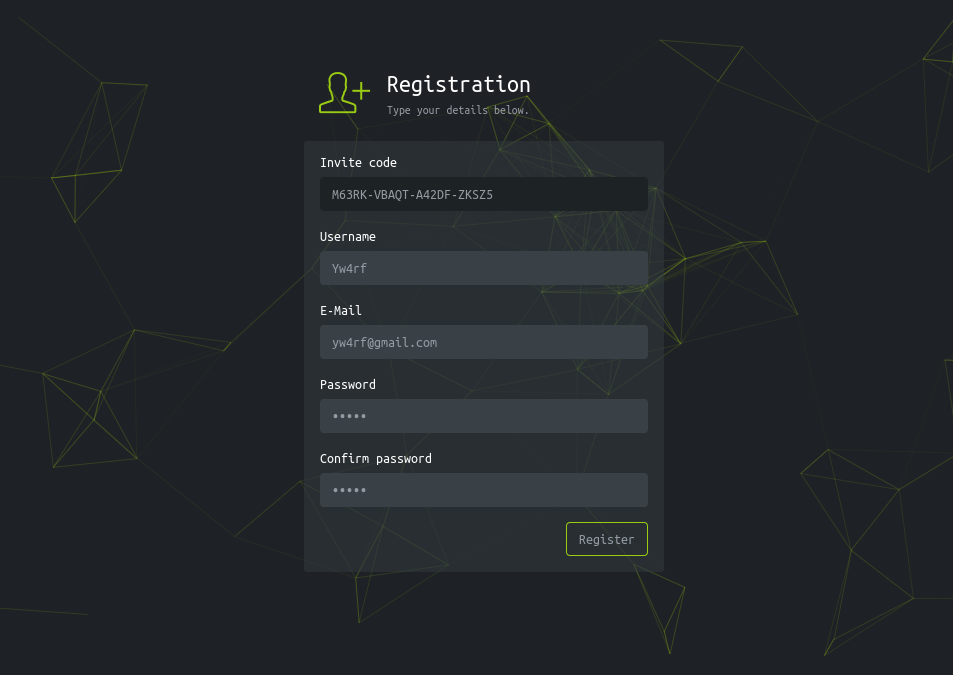 Registration
Type your details below.
Invite code
M63RK-VBAQT-A42DF-ZKSZ5
Username
Yw4rf
E-Mail
yw4rf@gmail.com
Password
•••••
Confirm password
•••••
Register